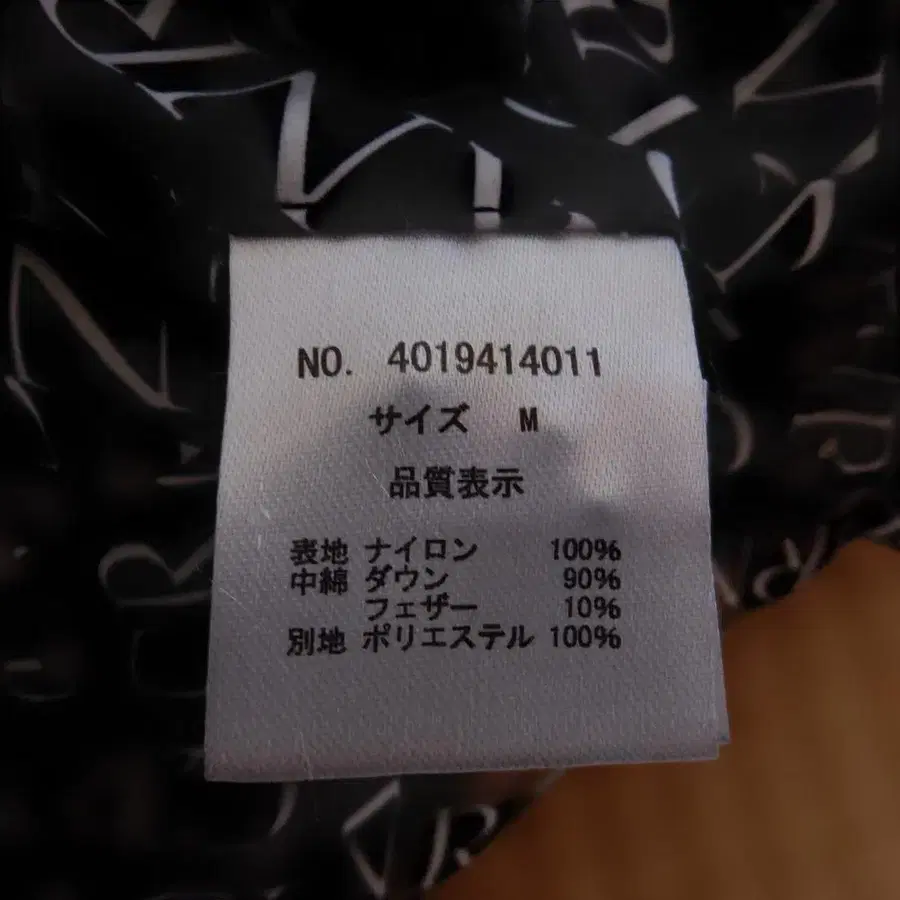 NO. 4019414011
サイズ M
品質表示
表地 ナイロン 100%
中綿 ダウン 90%
フェザー 10%
別地 ポリエステル 100%